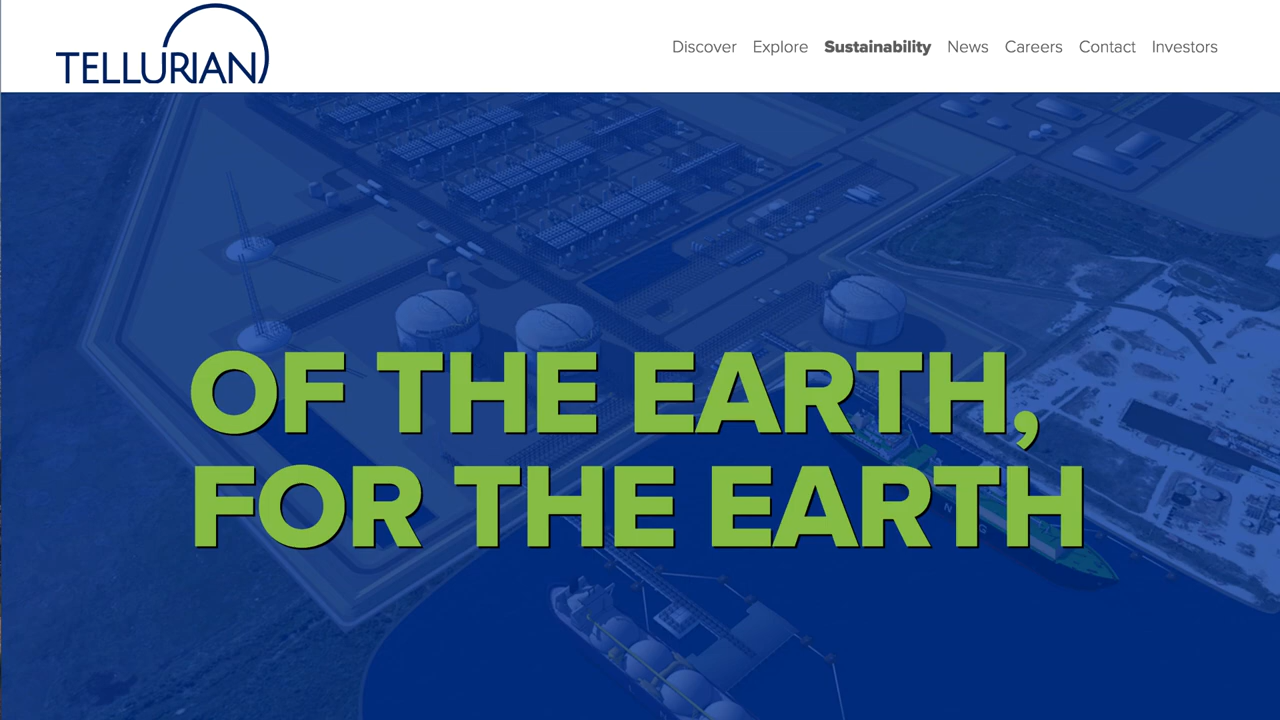 TELLURIAN
Discover Explore Sustainability News Careers Contact Investors
OF THE EARTH,
FOR THE EARTH